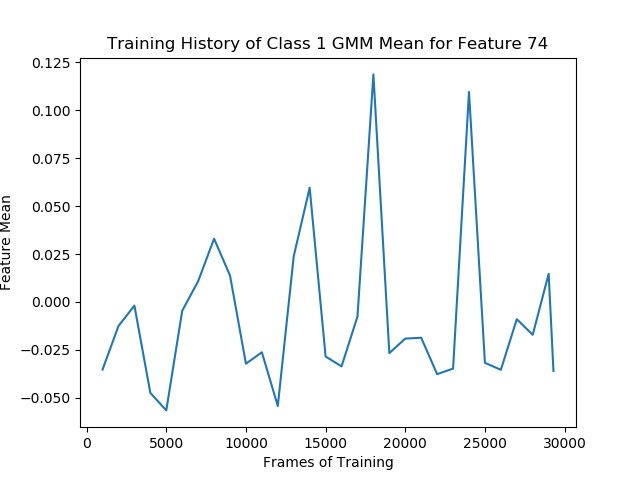 Training History of Class 1 GMM Mean for Feature 74
0.125
0.100
0.075
0.050
0.025
0.000
−0.025
−0.050
Feature Mean
0 5000 10000 15000 20000 25000 30000
Frames of Training